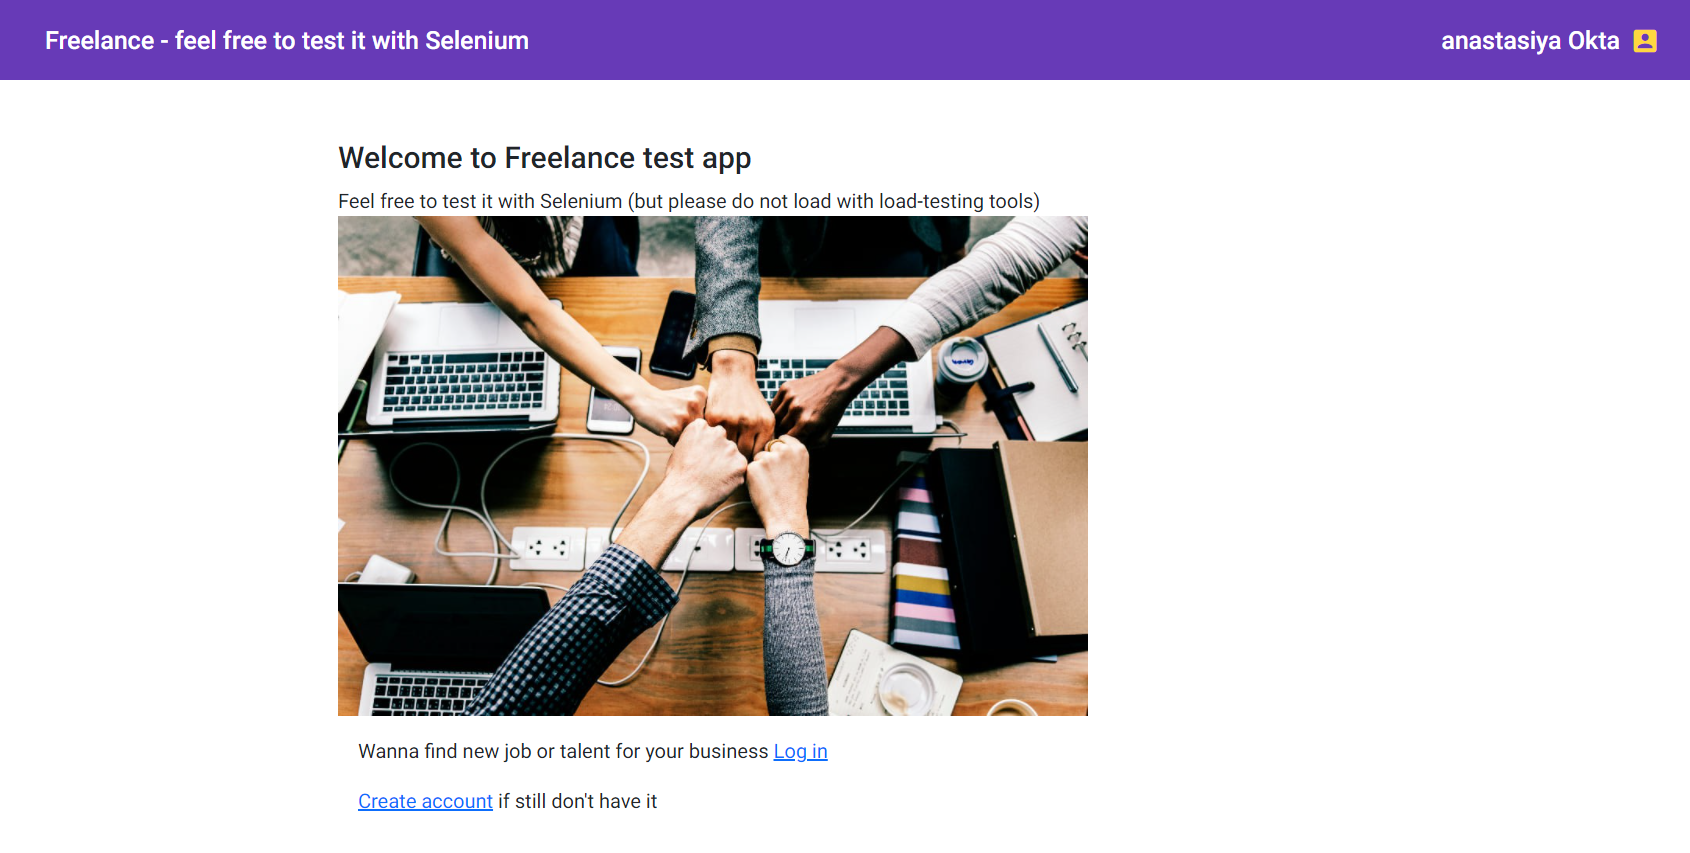 Freelance - feel free to test it with Selenium
anastasiya Okta
Welcome to Freelance test app
Feel free to test it with Selenium (but please do not load with load-testing tools)
Wanna find new job or talent for your business Log in
Create account if still don't have it